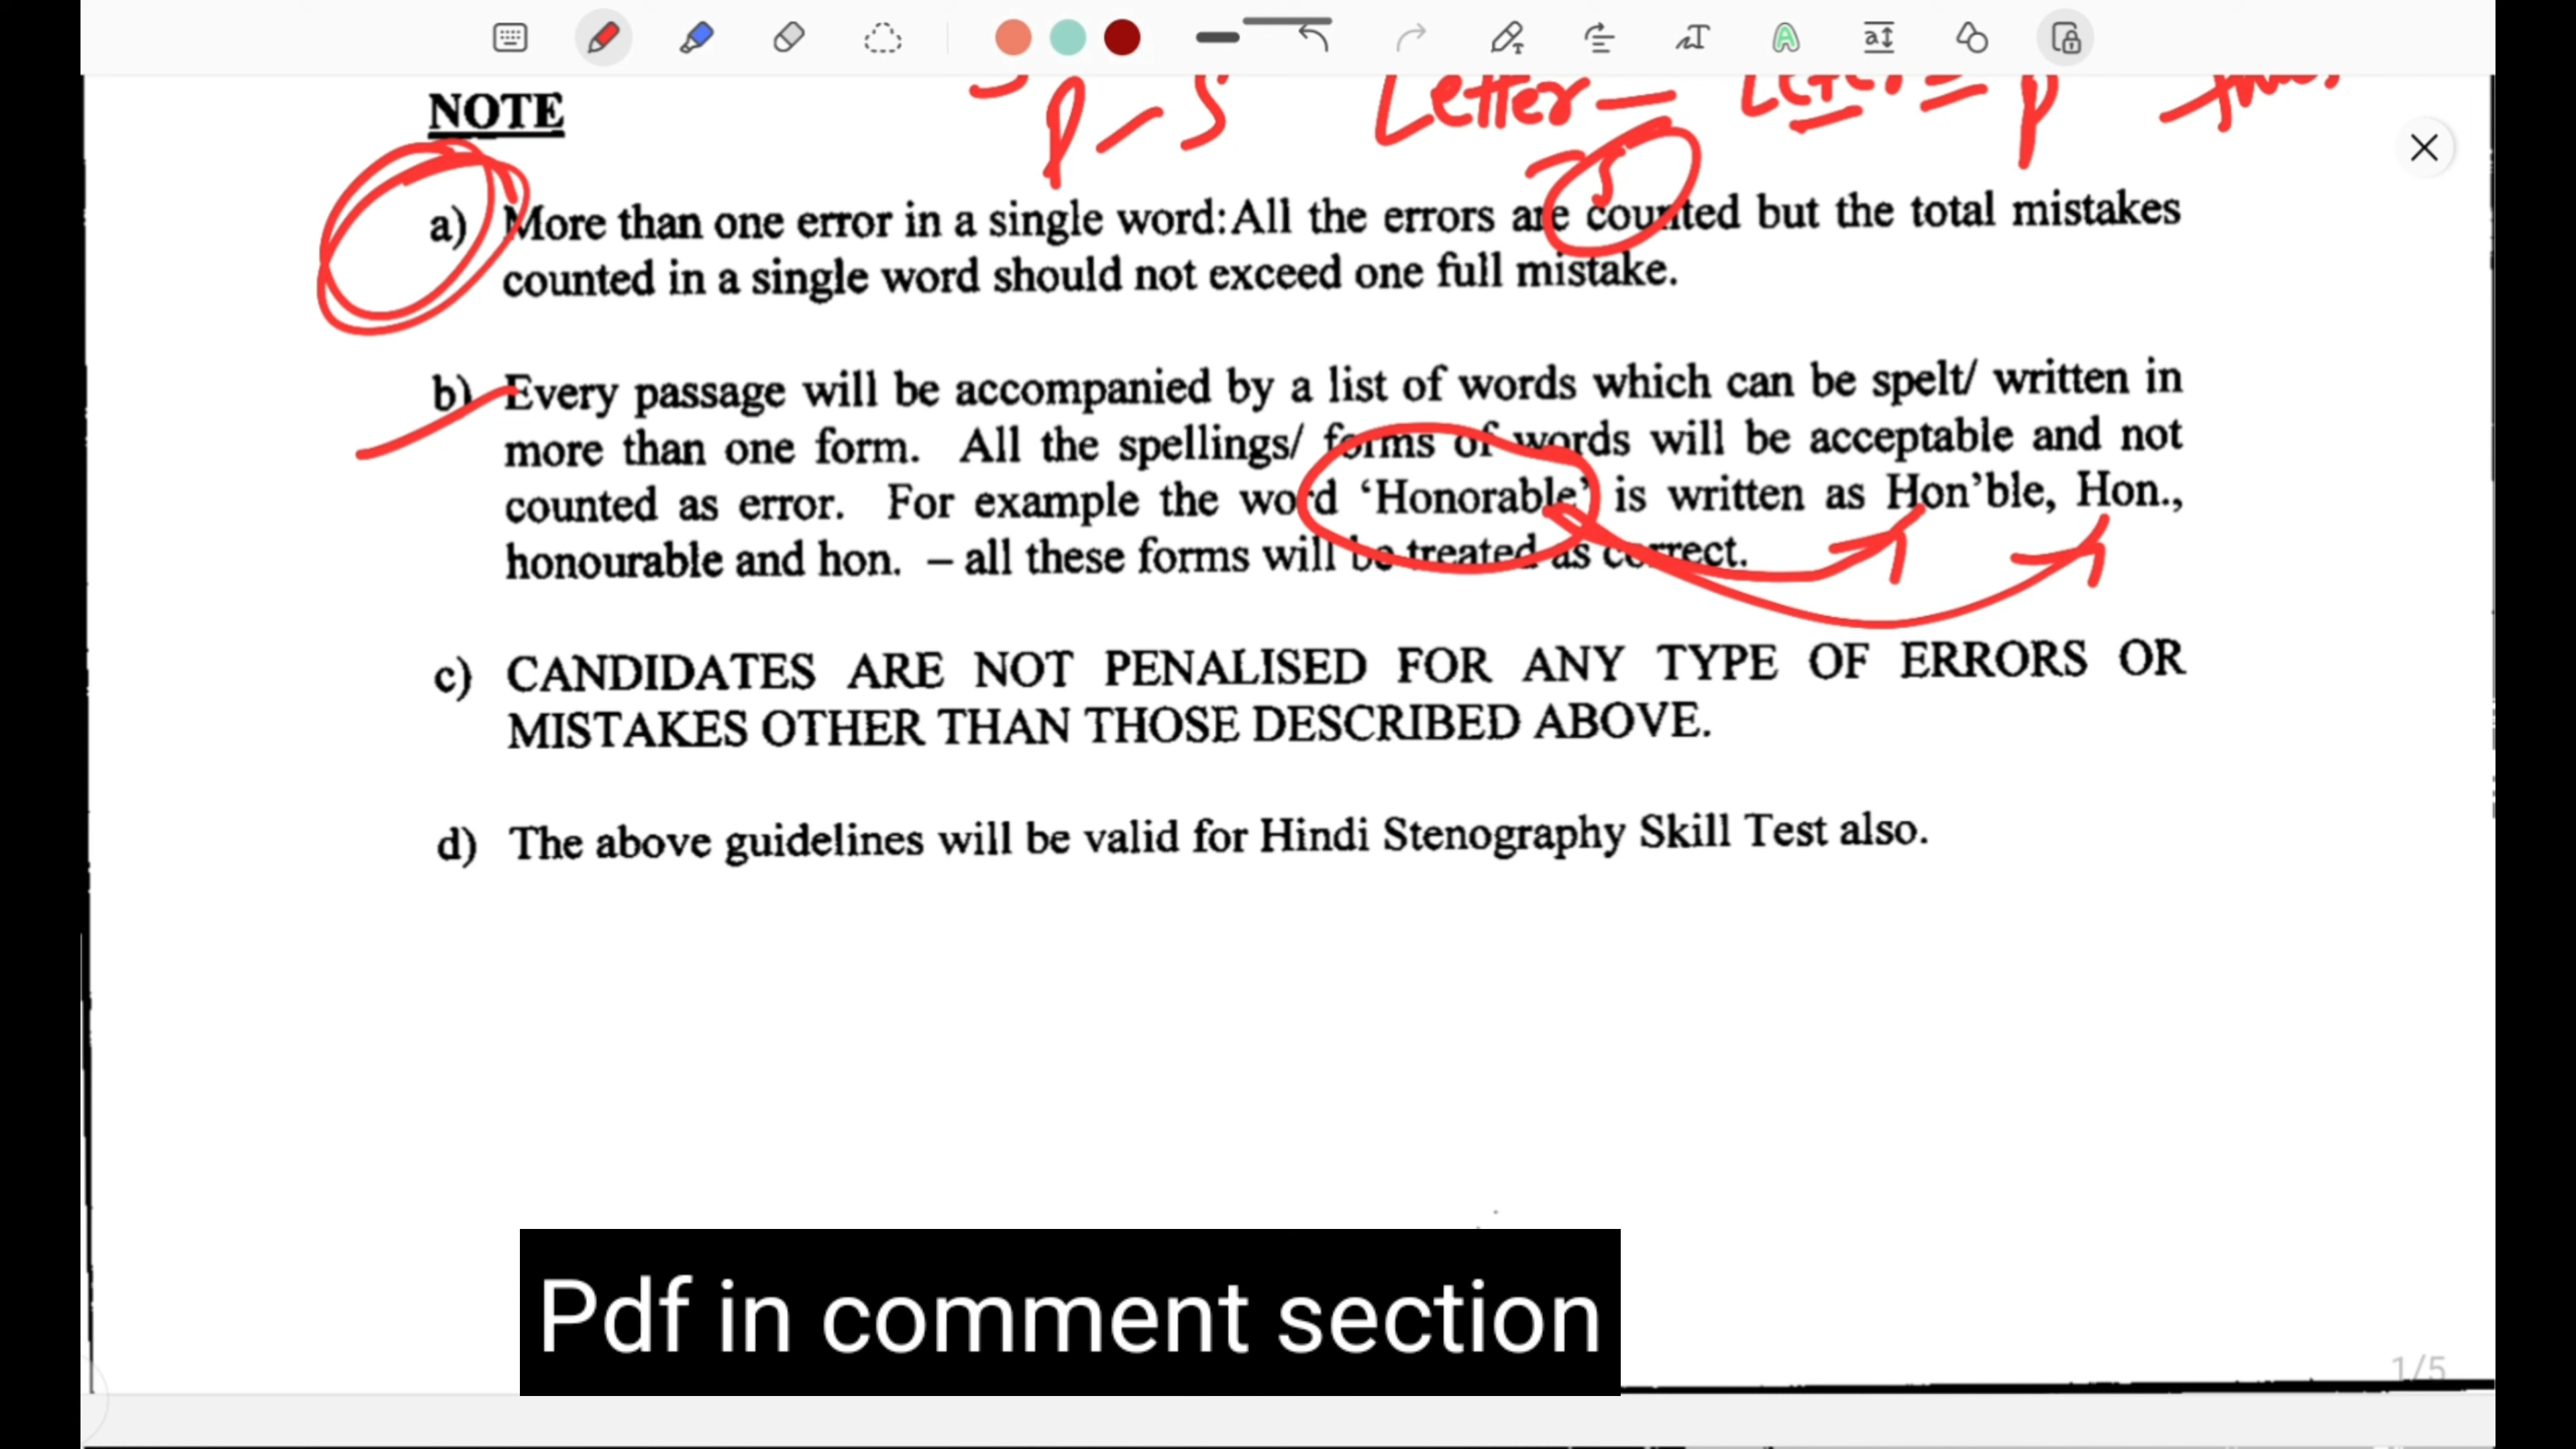 NOTE
P - S Letter - Letter = P
5
a) More than one error in a single word:All the errors are counted but the total mistakes
counted in a single word should not exceed one full mistake.
b) Every passage will be accompanied by a list of words which can be spelt/ written in
more than one form. All the spellings/ forms of words will be acceptable and not
counted as error. For example the word ‘Honorable’ is written as Hon’ble, Hon.,
honourable and hon. – all these forms will be treated as correct.
c) CANDIDATES ARE NOT PENALISED FOR ANY TYPE OF ERRORS OR
MISTAKES OTHER THAN THOSE DESCRIBED ABOVE.
d) The above guidelines will be valid for Hindi Stenography Skill Test also.
Pdf in comment section
1/5